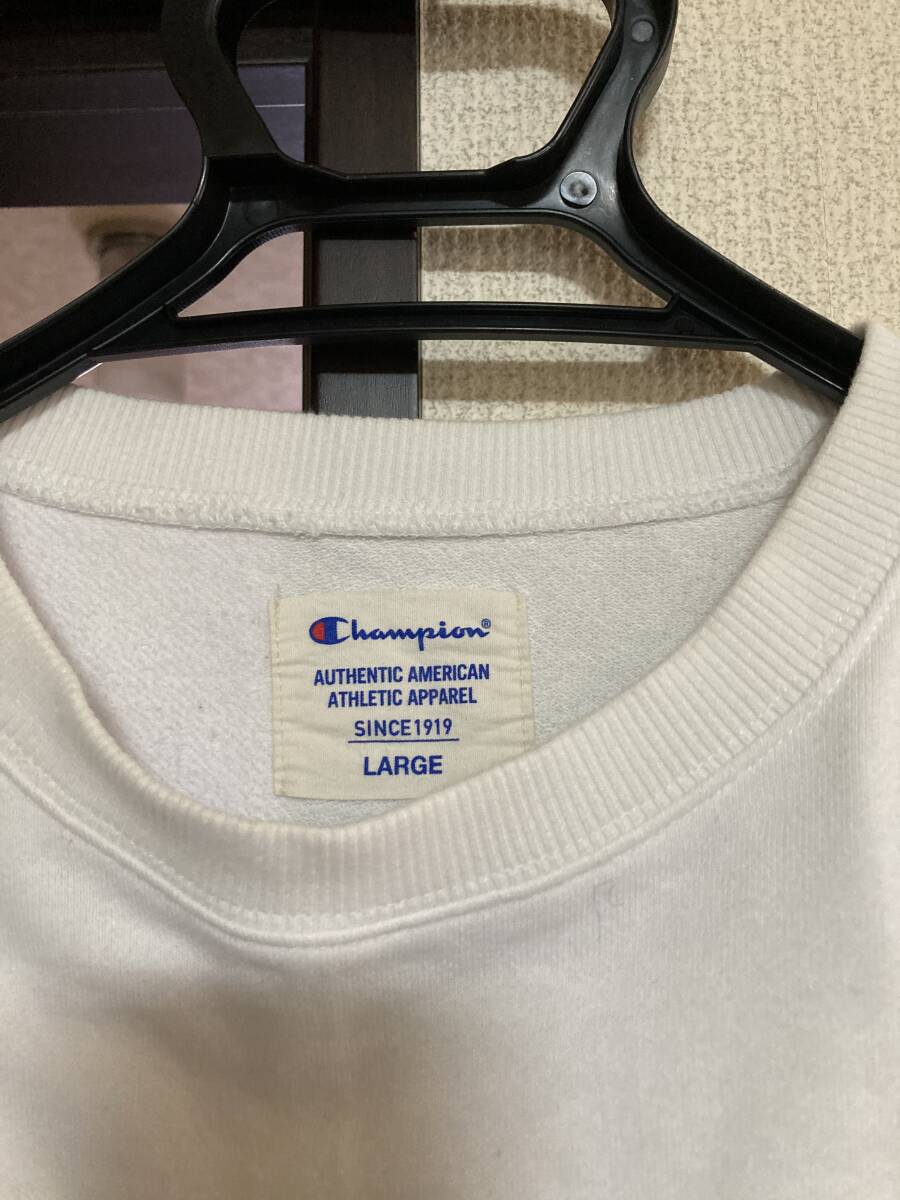 Champion®
AUTHENTIC AMERICAN
ATHLETIC APPAREL
SINCE1919
LARGE